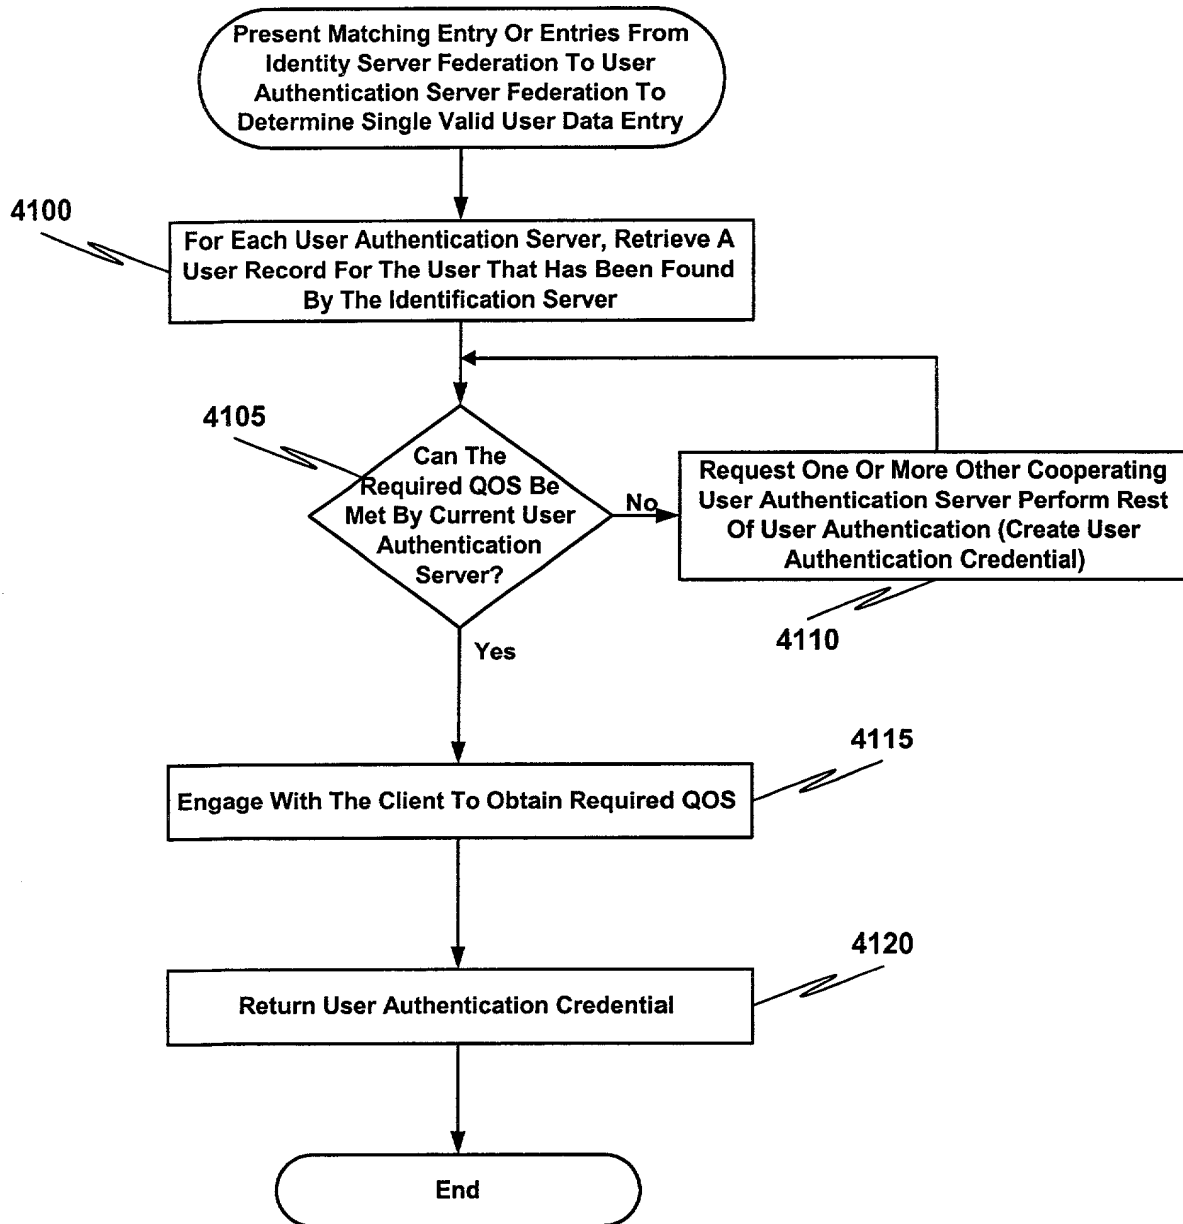 Present Matching Entry Or Entries From
Identity Server Federation To User
Authentication Server Federation To
Determine Single Valid User Data Entry
4100
For Each User Authentication Server, Retrieve A
User Record For The User That Has Been Found
By The Identification Server
4105
Can The
Required QOS Be
Met By Current User
Authentication
Server?
No
Request One Or More Other Cooperating
User Authentication Server Perform Rest
Of User Authentication (Create User
Authentication Credential)
4110
Yes
4115
Engage With The Client To Obtain Required QOS
4120
Return User Authentication Credential
End